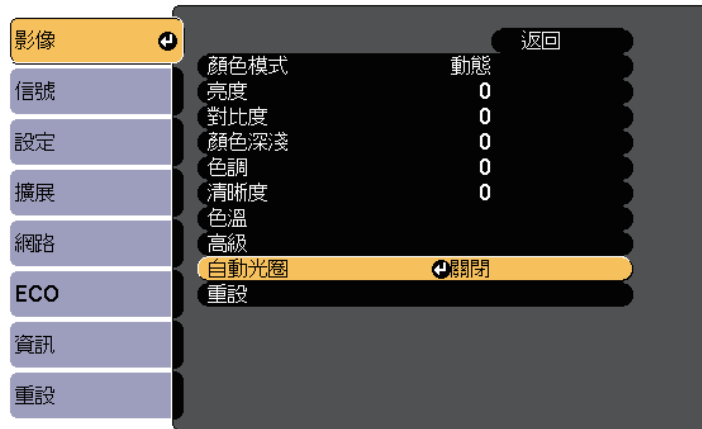 影像
信號
設定
擴展
網路
ECO
資訊
重設
返回
顏色模式 動態
亮度 0
對比度 0
顏色深淺 0
色調 0
清晰度 0
色溫
高級
自動光圈 關閉
重設